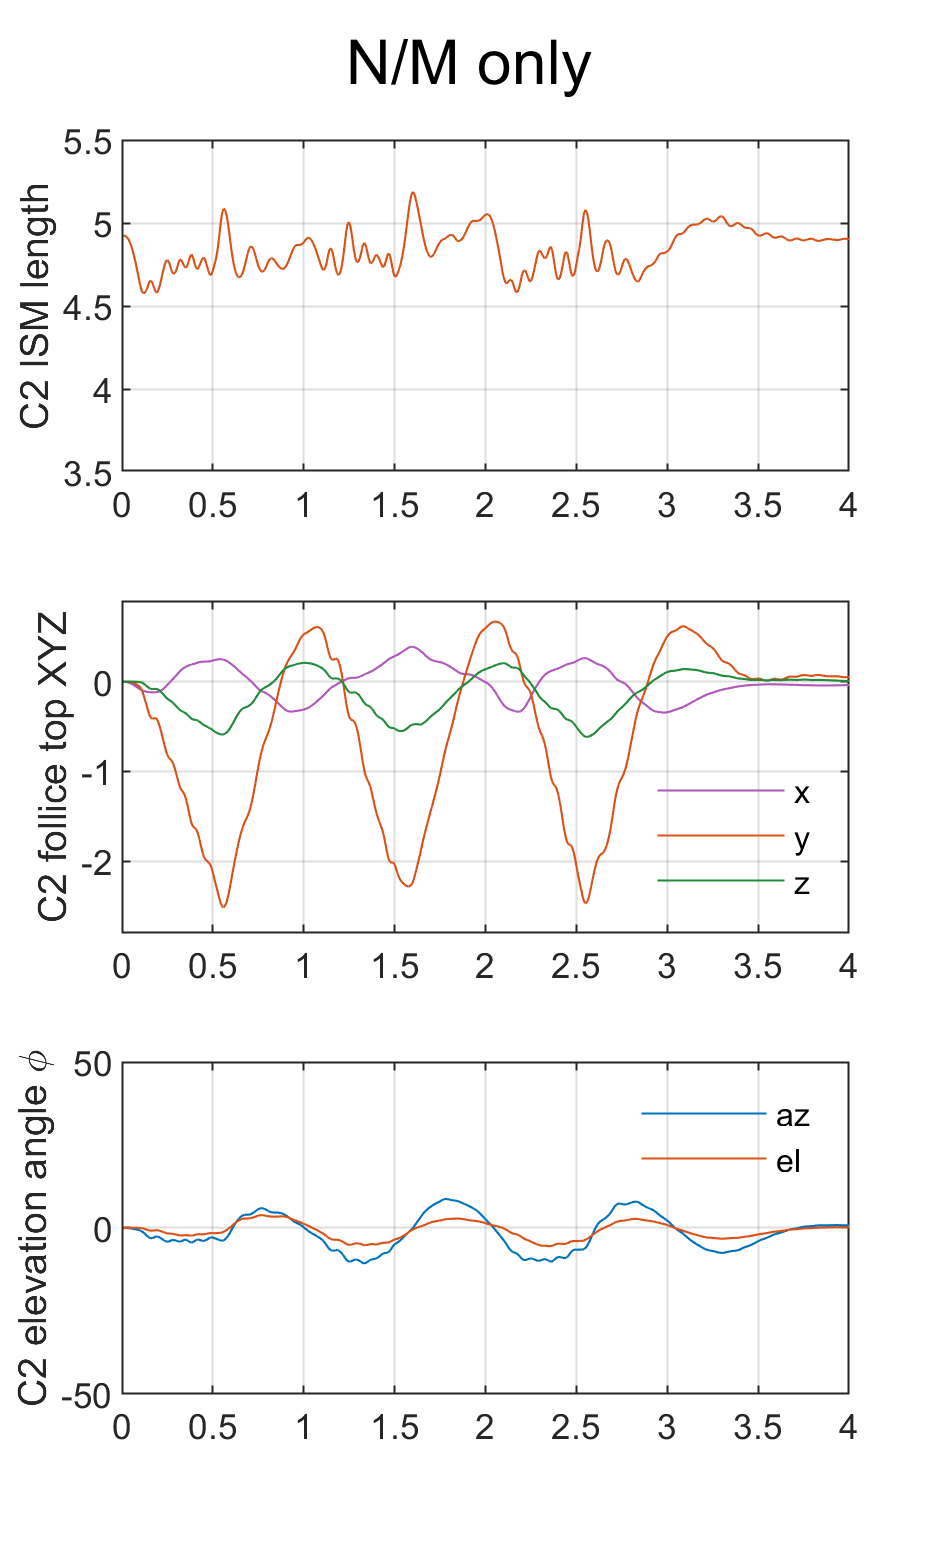 N/M only
C2 ISM length
5.5
5
4.5
4
3.5
0 0.5 1 1.5 2 2.5 3 3.5 4
C2 follice top XYZ
0
-1
-2
x
y
z
0 0.5 1 1.5 2 2.5 3 3.5 4
C2 elevation angle ϕ
50
0
-50
az
el
0 0.5 1 1.5 2 2.5 3 3.5 4